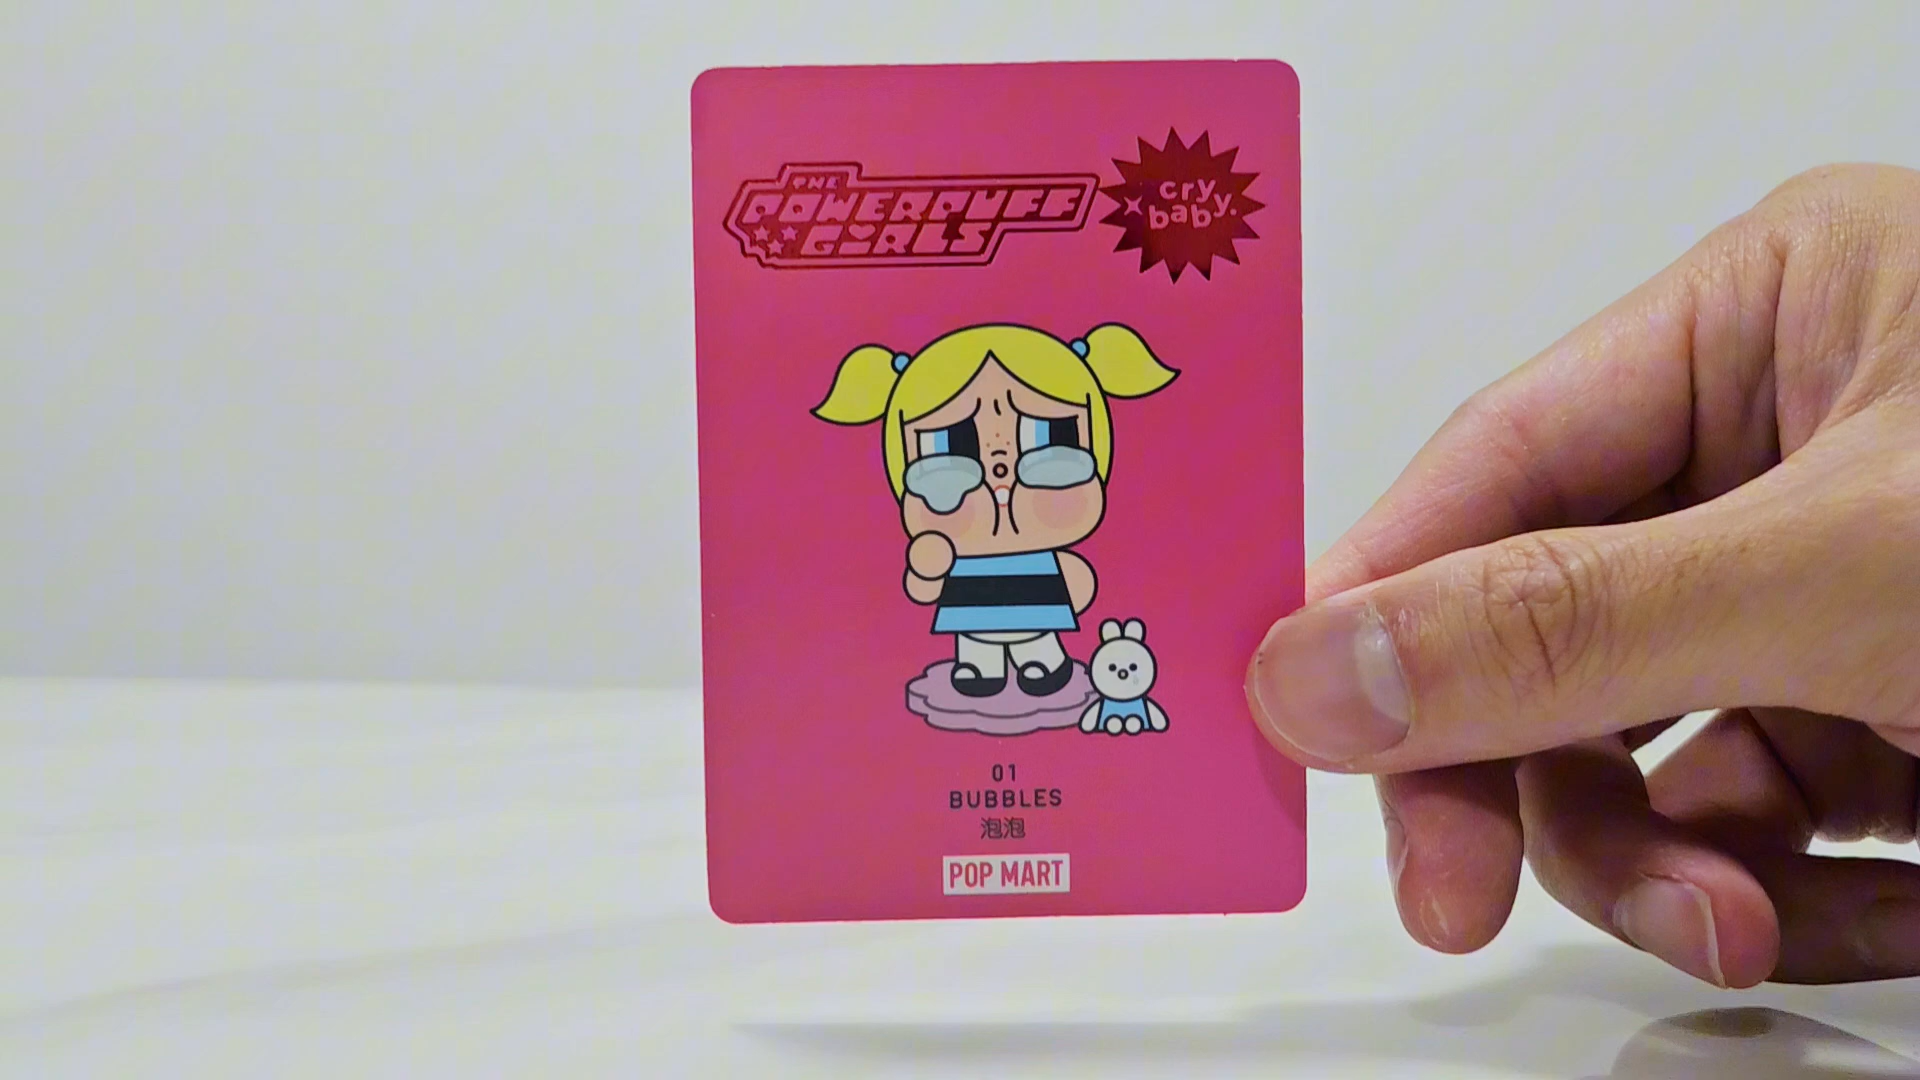 THE
POWERPUFF
GIRLS
x cry
baby.
01
BUBBLES
泡泡
POP MART